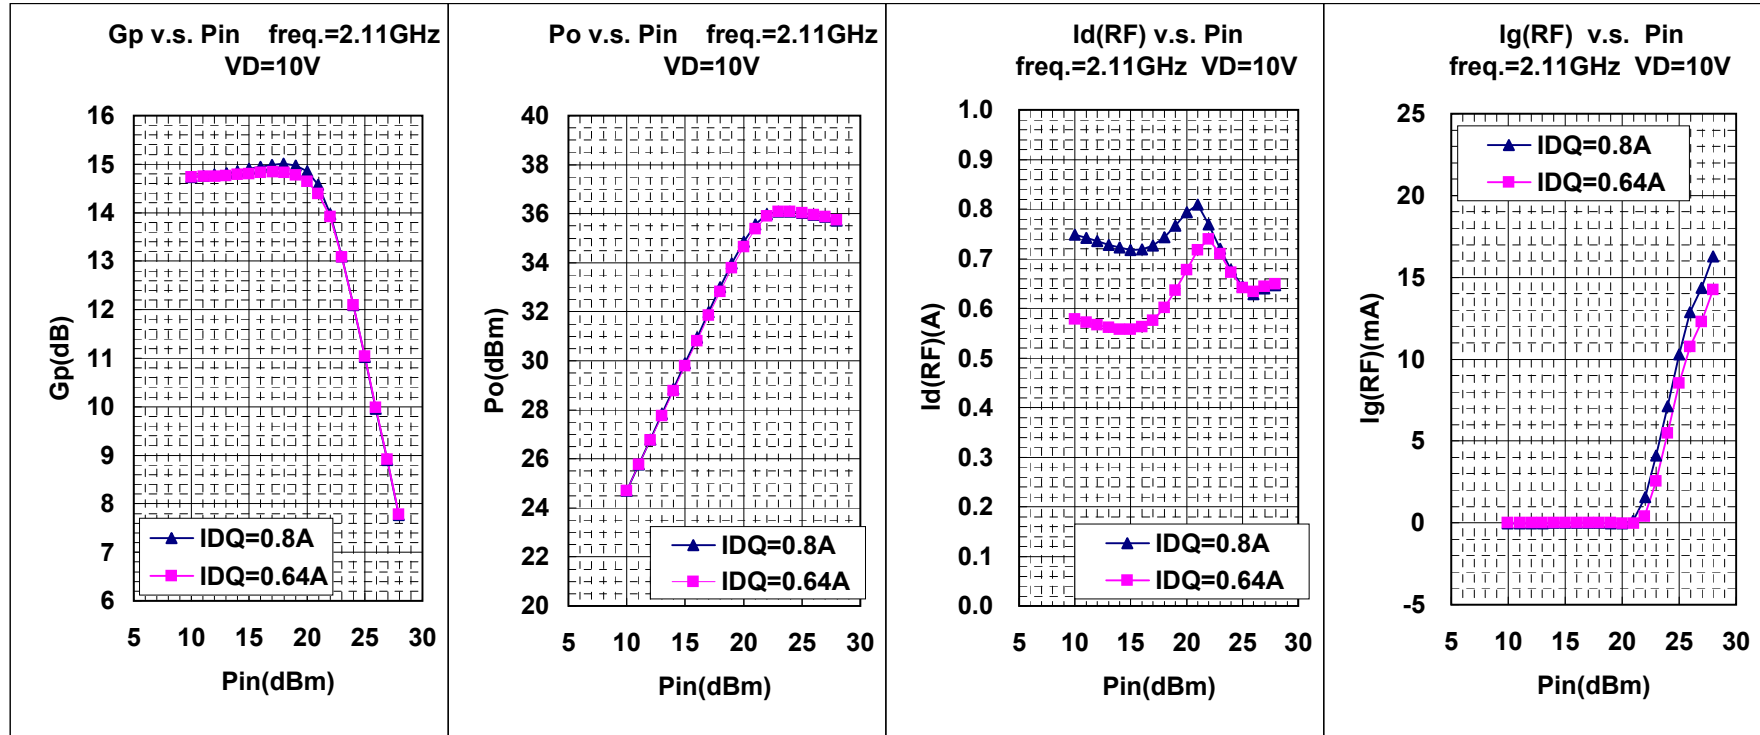 Gp v.s. Pin freq.=2.11GHz
VD=10V
16
15
14
13
12
11
10
9
8
7
6
Gp(dB)
IDQ=0.8A
IDQ=0.64A
5 10 15 20 25 30
Pin(dBm)
Po v.s. Pin freq.=2.11GHz
VD=10V
40
38
36
34
32
30
28
26
24
22
20
Po(dBm)
IDQ=0.8A
IDQ=0.64A
5 10 15 20 25 30
Pin(dBm)
Id(RF) v.s. Pin
freq.=2.11GHz VD=10V
1.0
0.9
0.8
0.7
0.6
0.5
0.4
0.3
0.2
0.1
0.0
Id(RF)(A)
IDQ=0.8A
IDQ=0.64A
5 10 15 20 25 30
Pin(dBm)
Ig(RF) v.s. Pin
freq.=2.11GHz VD=10V
25
20
15
10
5
0
-5
Ig(RF)(mA)
IDQ=0.8A
IDQ=0.64A
5 10 15 20 25 30
Pin(dBm)